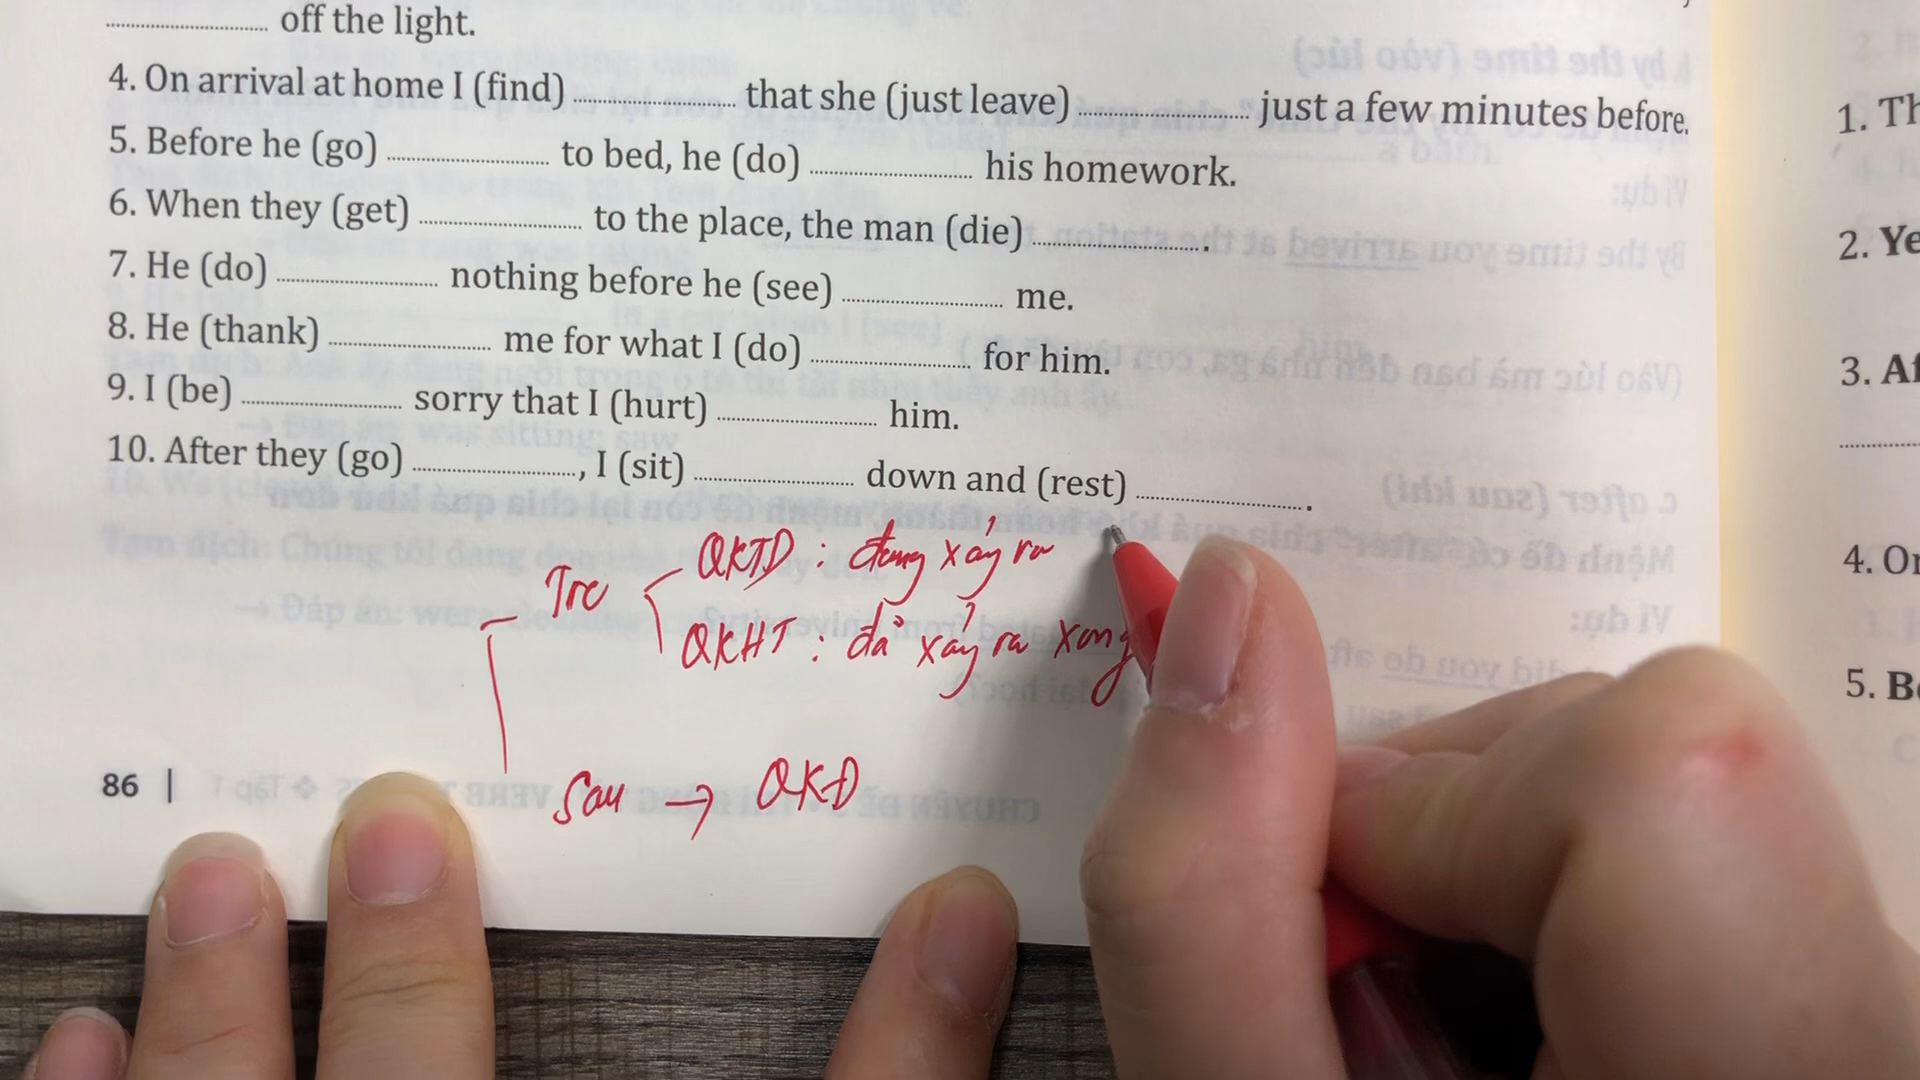 ............ off the light.
4. On arrival at home I (find) ............ that she (just leave) ............ just a few minutes before.
5. Before he (go) ............ to bed, he (do) ............ his homework.
6. When they (get) ............ to the place, the man (die) ............ .
7. He (do) ............ nothing before he (see) ............ me.
8. He (thank) ............ me for what I (do) ............ for him.
9. I (be) ............ sorry that I (hurt) ............ him.
10. After they (go) ............, I (sit) ............ down and (rest) ............ .
QKTD : đang xảy ra
Trc
QKHT : đã xảy ra xong
Sau → QKĐ
86 |
1. Th
2. Ye
3. Af
4. On
5. Be